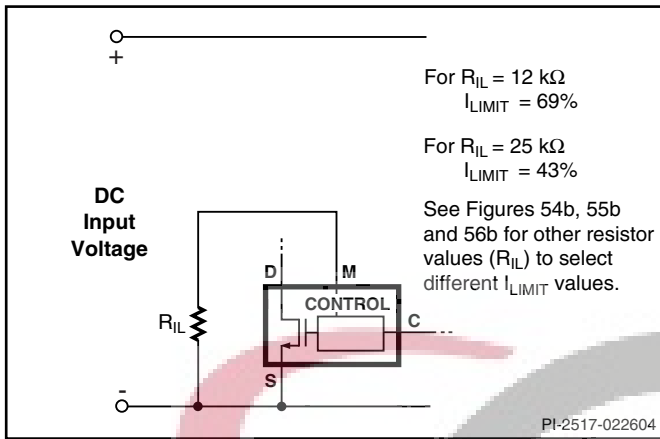 +
For R_IL = 12 kΩ
I_LIMIT = 69%
For R_IL = 25 kΩ
I_LIMIT = 43%
See Figures 54b, 55b
and 56b for other resistor
values (R_IL) to select
different I_LIMIT values.
DC
Input
Voltage
D
M
CONTROL
C
R_IL
S
-
PI-2517-022604